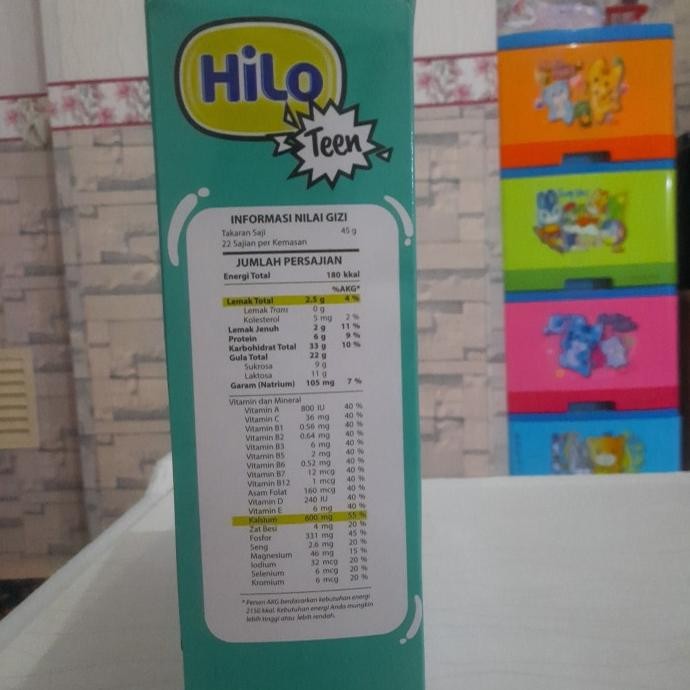 HiLo
Teen
INFORMASI NILAI GIZI
Takaran Saji 45 g
22 Sajian per Kemasan
JUMLAH PERSAJIAN
Energi Total 180 kkal
%AKG*
Lemak Total 2.5 g 4 %
Lemak Trans 0 g
Kolesterol 5 mg 2 %
Lemak Jenuh 2 g 11 %
Protein 6 g 9 %
Karbohidrat Total 33 g 10 %
Gula Total 22 g
Sukrosa 9 g
Laktosa 11 g
Garam (Natrium) 105 mg 7 %
Vitamin dan Mineral
Vitamin A 800 IU 40 %
Vitamin C 36 mg 40 %
Vitamin B1 0.56 mg 40 %
Vitamin B2 0.64 mg 40 %
Vitamin B3 6 mg 40 %
Vitamin B5 2 mg 40 %
Vitamin B6 0.52 mg 40 %
Vitamin B7 12 mcg 40 %
Vitamin B12 1 mcg 40 %
Asam Folat 160 mcg 40 %
Vitamin D 240 IU 40 %
Vitamin E 6 mg 40 %
Kalsium 600 mg 55 %
Zat Besi 4 mg 20 %
Fosfor 331 mg 45 %
Seng 2.6 mg 20 %
Magnesium 46 mg 15 %
Iodium 32 mcg 20 %
Selenium 6 mcg 20 %
Kromium 6 mcg 20 %
* Persen AKG berdasarkan kebutuhan energi
2150 kkal. Kebutuhan energi Anda mungkin
lebih tinggi atau lebih rendah.